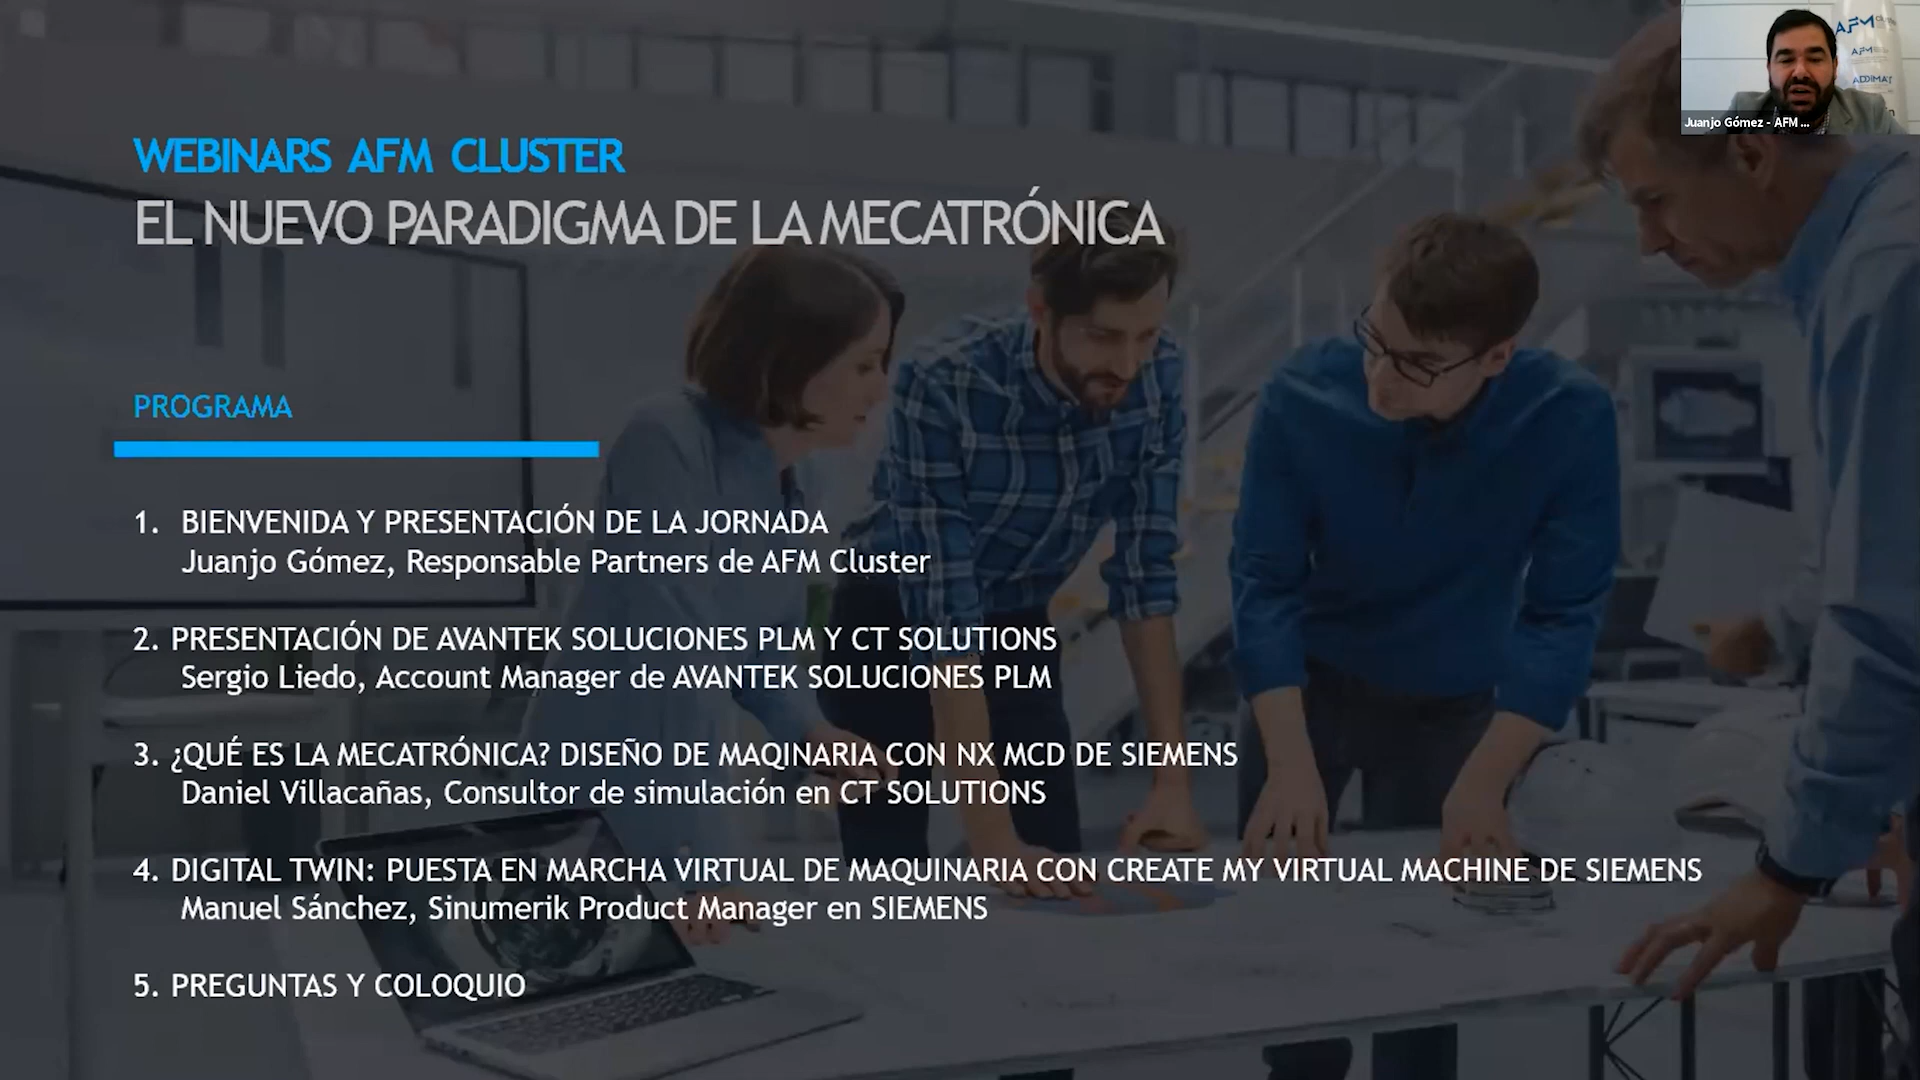 WEBINARS AFM CLUSTER
EL NUEVO PARADIGMA DE LA MECATRÓNICA
PROGRAMA
1. BIENVENIDA Y PRESENTACIÓN DE LA JORNADA
Juanjo Gómez, Responsable Partners de AFM Cluster
2. PRESENTACIÓN DE AVANTEK SOLUCIONES PLM Y CT SOLUTIONS
Sergio Liedo, Account Manager de AVANTEK SOLUCIONES PLM
3. ¿QUÉ ES LA MECATRÓNICA? DISEÑO DE MAQINARIA CON NX MCD DE SIEMENS
Daniel Villacañas, Consultor de simulación en CT SOLUTIONS
4. DIGITAL TWIN: PUESTA EN MARCHA VIRTUAL DE MAQUINARIA CON CREATE MY VIRTUAL MACHINE DE SIEMENS
Manuel Sánchez, Sinumerik Product Manager en SIEMENS
5. PREGUNTAS Y COLOQUIO
AFM
AFM
ADDIMAT
Juanjo Gómez - AFM ...